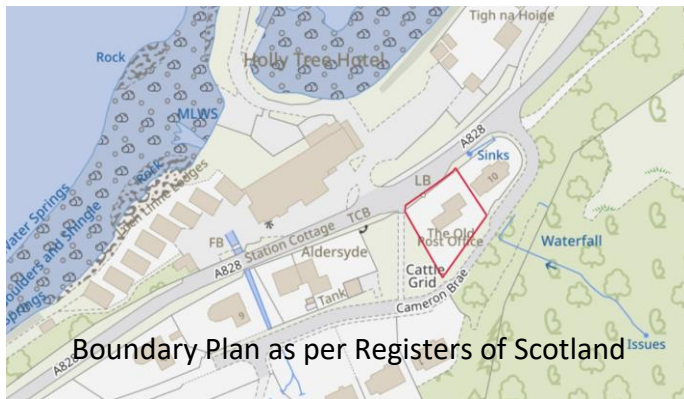 Tigh na Hoige
Rock
Holly Tree Hotel
MLWS
A828
Sinks
Rock
LB
10
Linne Lodges
Water Springs
TCB
FB
Station Cottage
The Old
Post Office
Waterfall
Boulders and Shingle
Aldersyde
A828
Cattle
Grid
Springs
Tank
Cameron Brae
9
Issues
A828
Boundary Plan as per Registers of Scotland